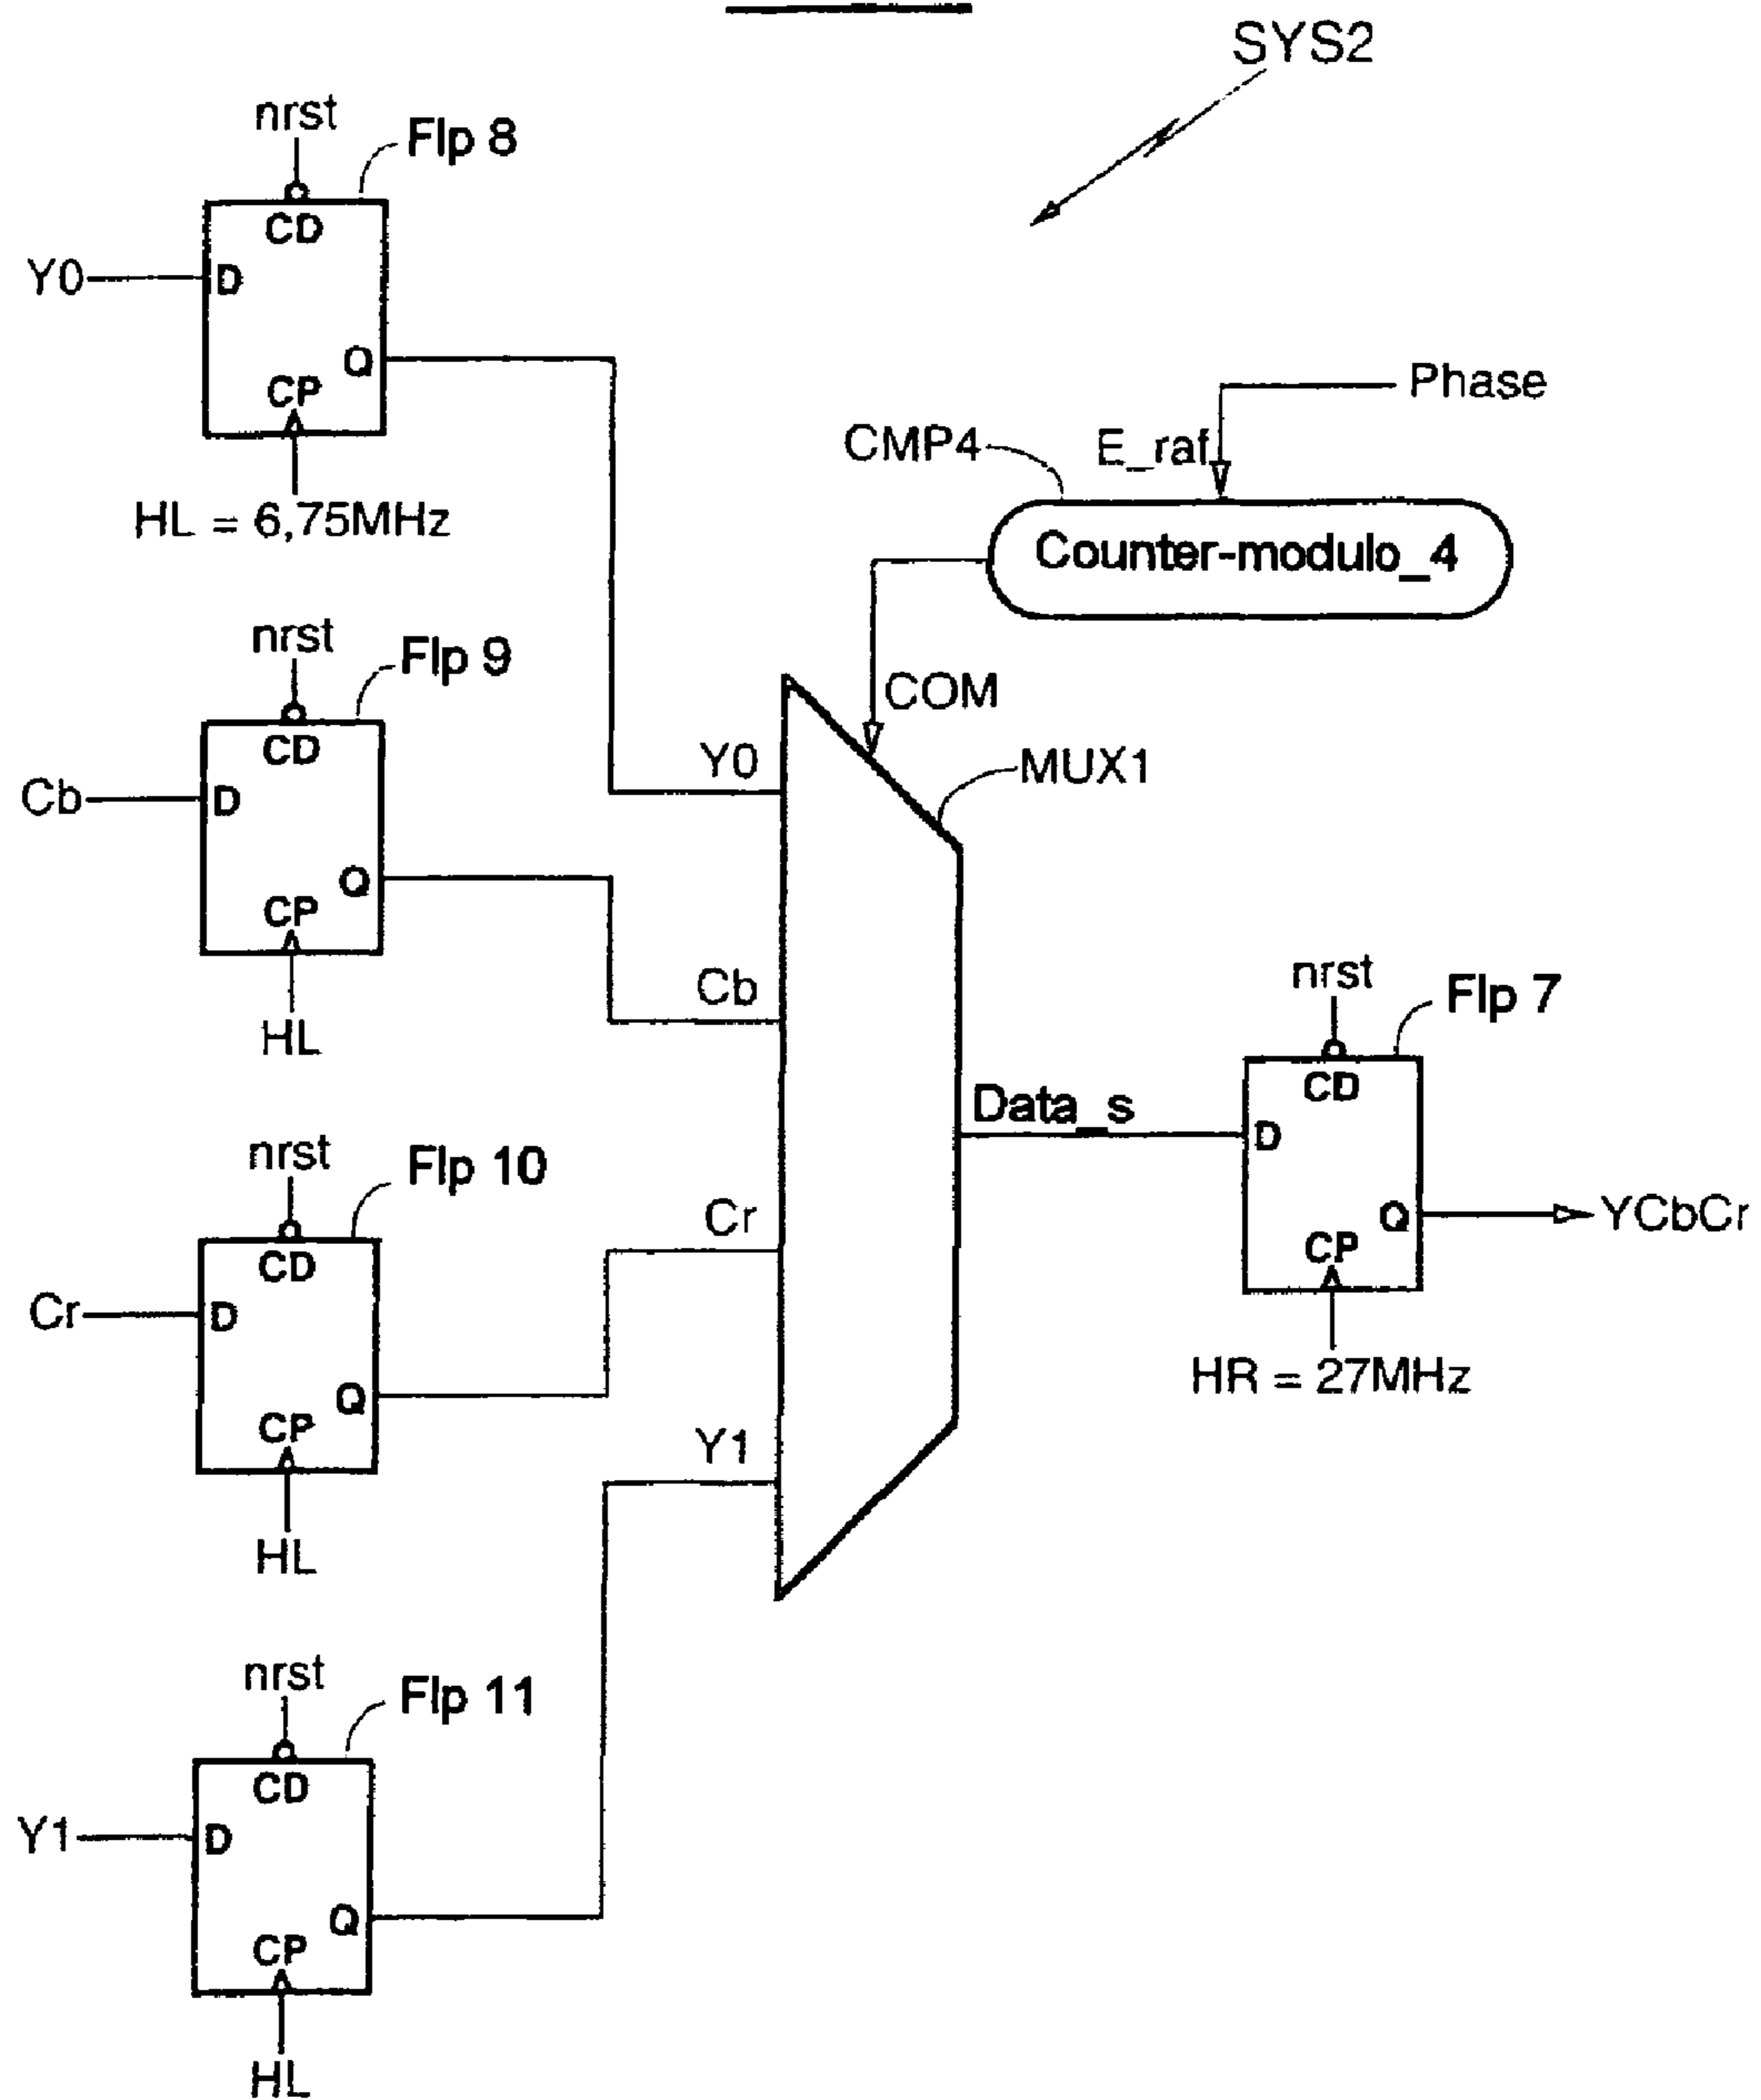 SYS2
nrst
Flp 8
CD
Y0
D
Q
CP
HL = 6,75MHz
Phase
E_raf
CMP4
Counter-modulo_4
COM
MUX1
nrst
Flp 9
CD
Cb
D
Q
CP
HL
Y0
Cb
Cr
Y1
nrst
Flp 10
CD
Cr
D
Q
CP
HL
nrst
Flp 11
CD
Y1
D
Q
CP
HL
Data_s
nrst
Flp 7
CD
D
Q
CP
YCbCr
HR = 27MHz